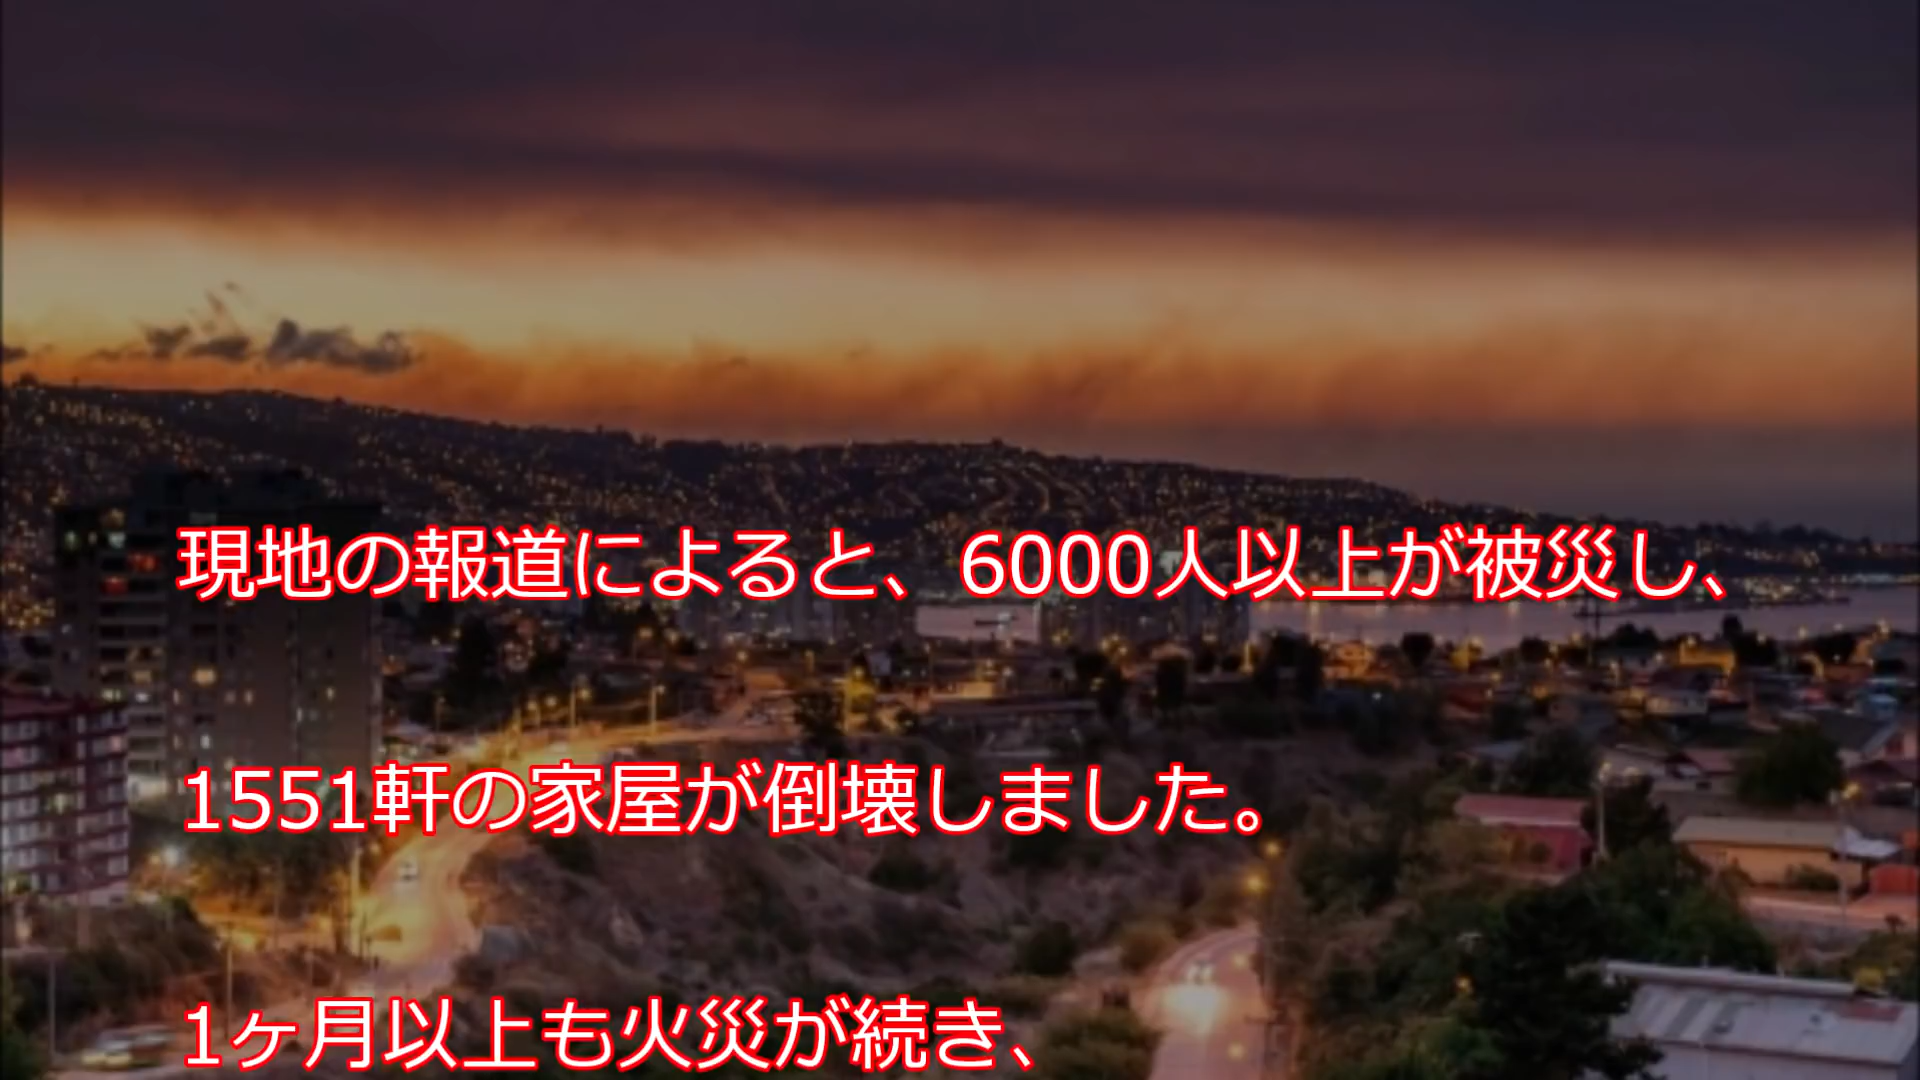 現地の報道によると、6000人以上が被災し、
1551軒の家屋が倒壊しました。
1ヶ月以上も火災が続き、